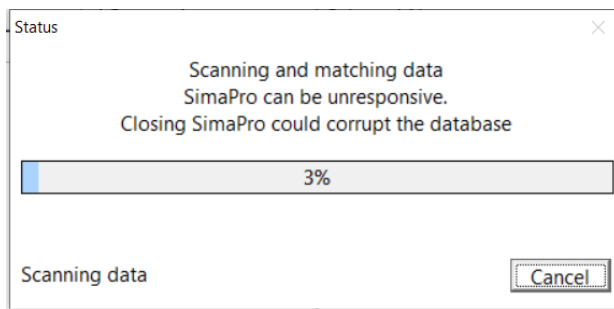 Status
Scanning and matching data
SimaPro can be unresponsive.
Closing SimaPro could corrupt the database
3%
Scanning data
Cancel